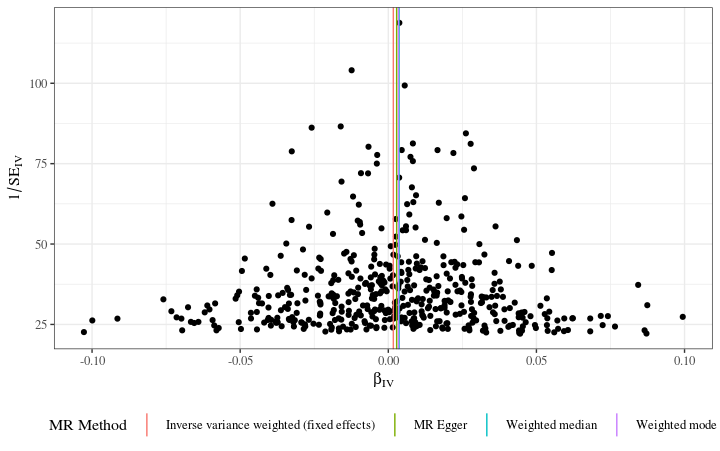 100
75
50
25
1/SE_IV
-0.10 -0.05 0.00 0.05 0.10
β_IV
MR Method Inverse variance weighted (fixed effects) MR Egger Weighted median Weighted mode